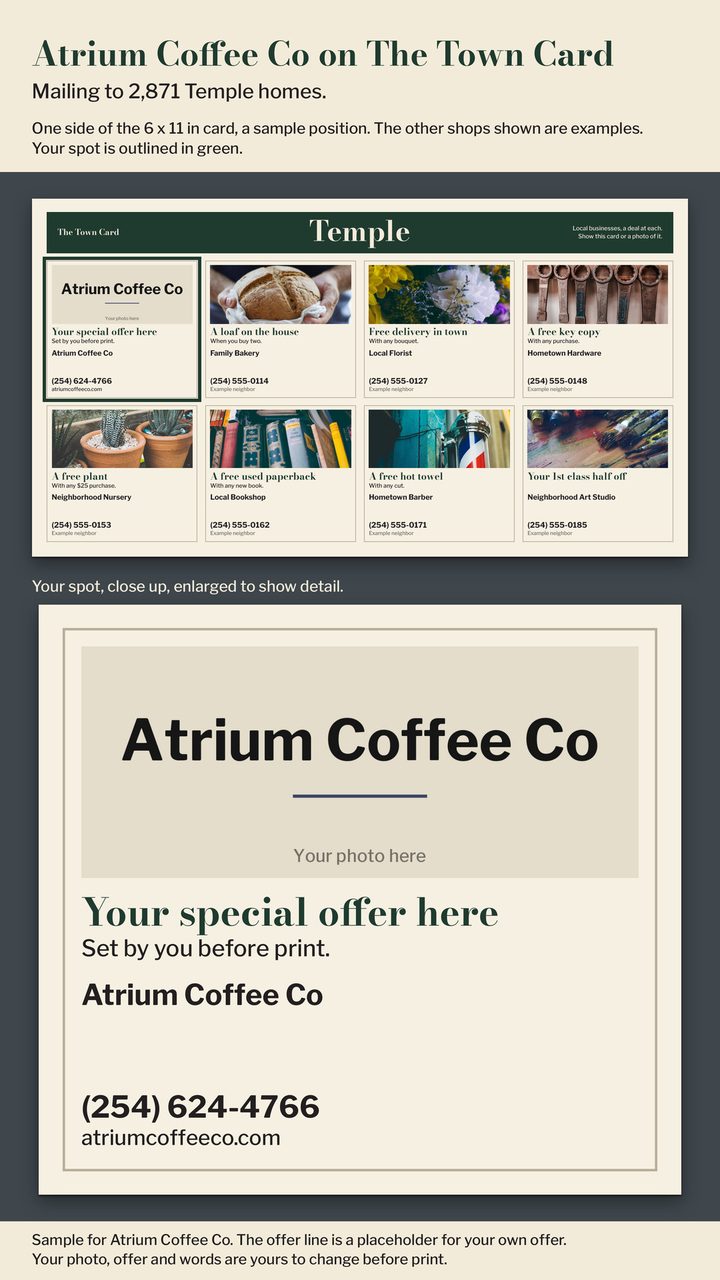 Atrium Coffee Co on The Town Card
Mailing to 2,871 Temple homes.
One side of the 6 x 11 in card, a sample position. The other shops shown are examples.
Your spot is outlined in green.
The Town Card
Temple
Local businesses, a deal at each.
Show this card or a photo of it.
Atrium Coffee Co
Your photo here
Your special offer here
Set by you before print.
Atrium Coffee Co
(254) 624-4766
atriumcoffeeco.com
A loaf on the house
When you buy two.
Family Bakery
(254) 555-0114
Example neighbor
Free delivery in town
With any bouquet.
Local Florist
(254) 555-0127
Example neighbor
A free key copy
With any purchase.
Hometown Hardware
(254) 555-0148
Example neighbor
A free plant
With any $25 purchase.
Neighborhood Nursery
(254) 555-0153
Example neighbor
A free used paperback
With any new book.
Local Bookshop
(254) 555-0162
Example neighbor
A free hot towel
With any cut.
Hometown Barber
(254) 555-0171
Example neighbor
Your 1st class half off
Neighborhood Art Studio
(254) 555-0185
Example neighbor
Your spot, close up, enlarged to show detail.
Atrium Coffee Co
Your photo here
Your special offer here
Set by you before print.
Atrium Coffee Co
(254) 624-4766
atriumcoffeeco.com
Sample for Atrium Coffee Co. The offer line is a placeholder for your own offer.
Your photo, offer and words are yours to change before print.